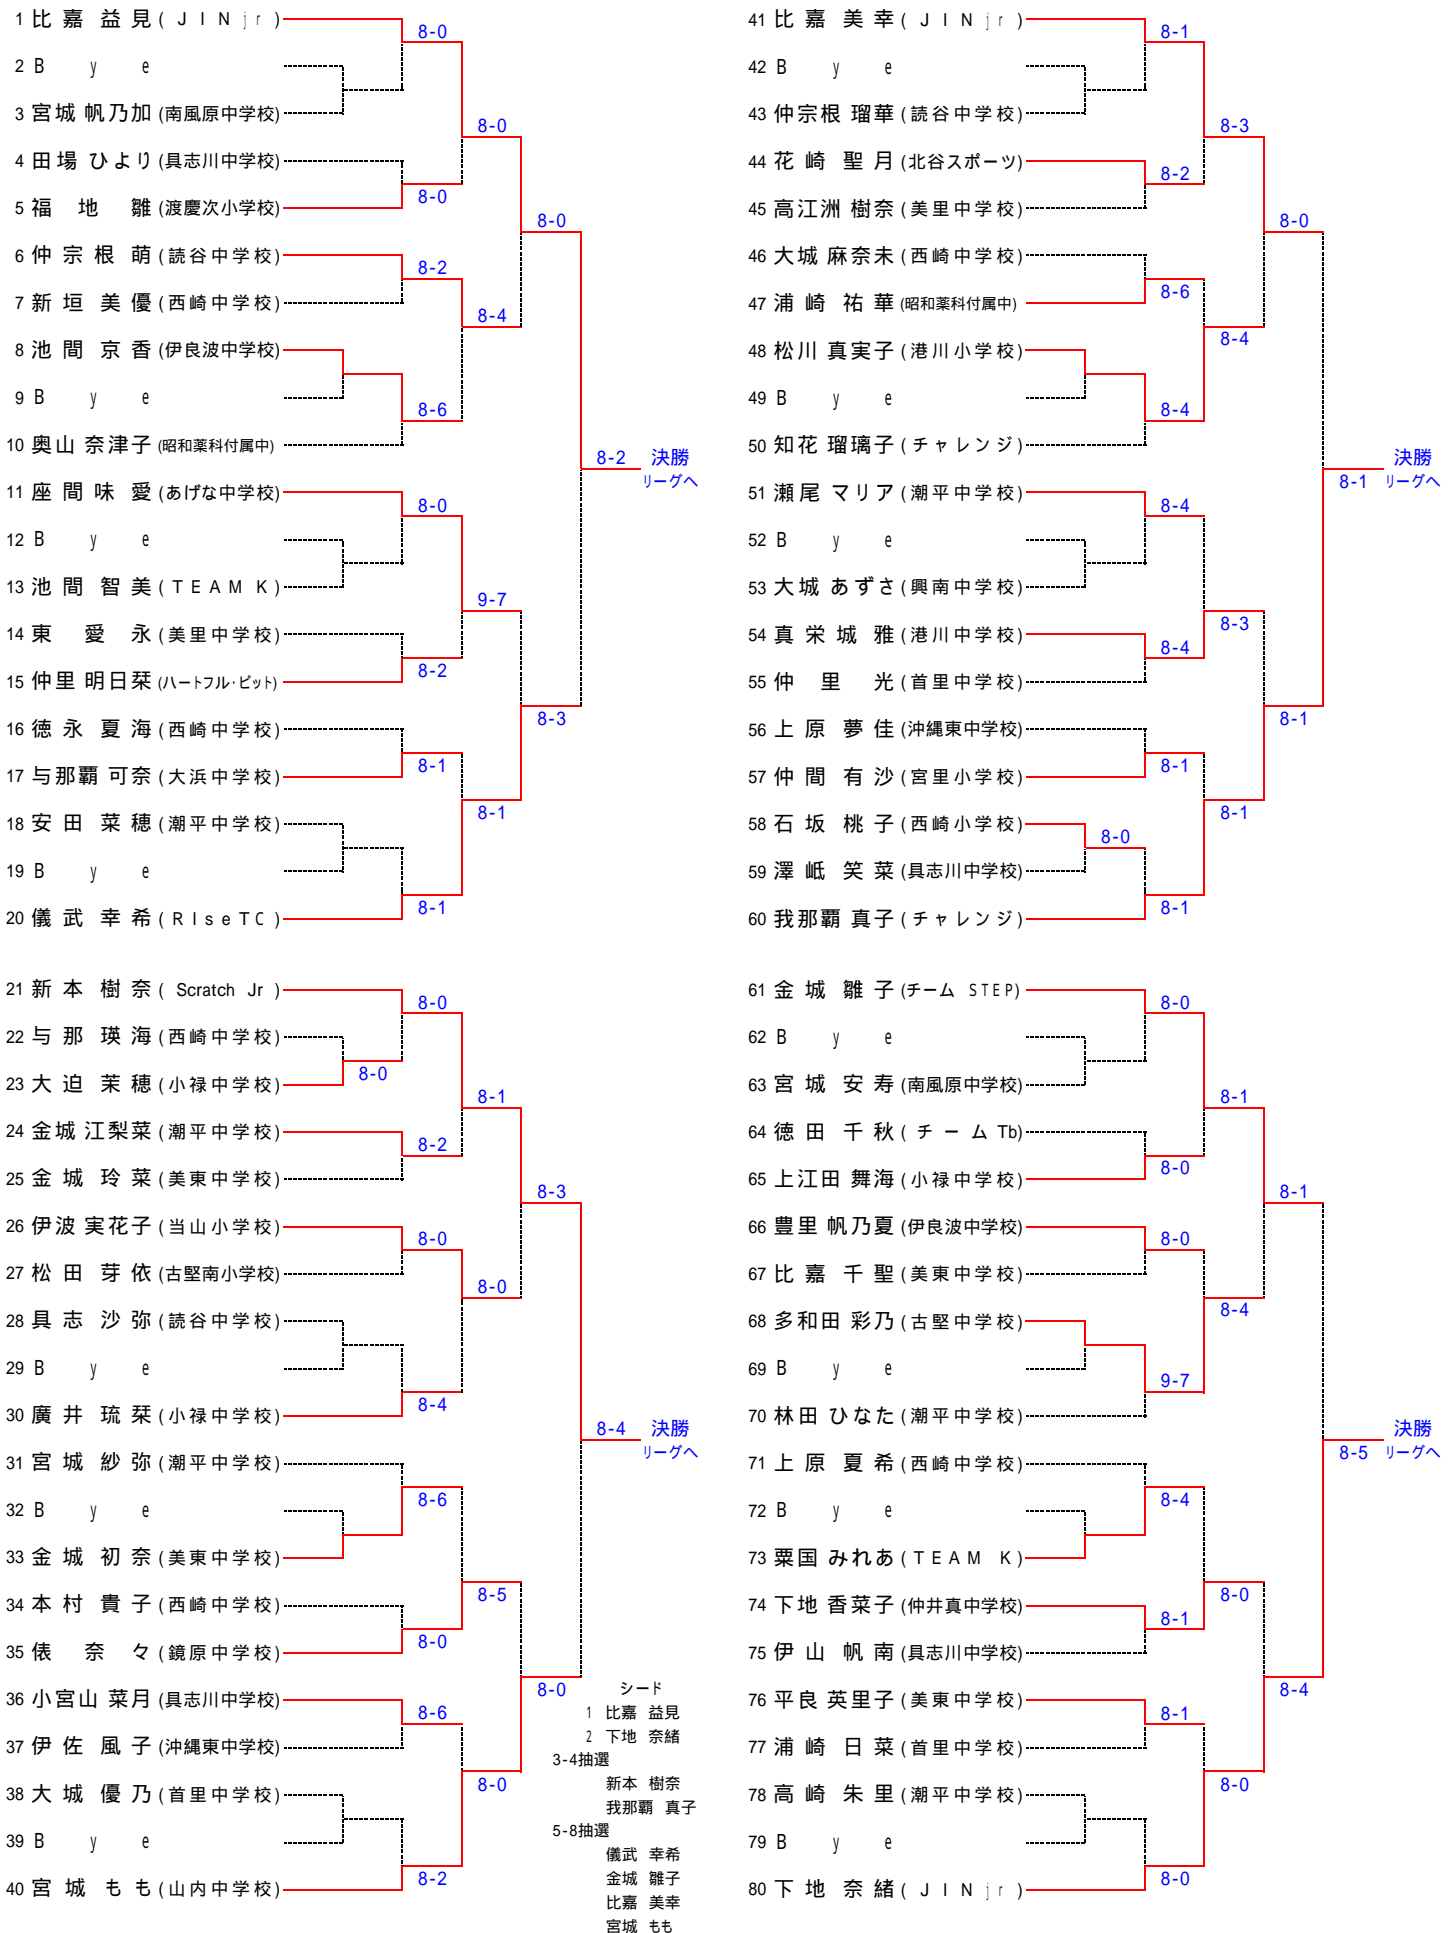 1 比嘉 益見 (ＪＩＮｊｒ)
8-0
2 Ｂｙｅ
3 宮城 帆乃加 (南風原中学校)
8-0
4 田場 ひより (具志川中学校)
8-0
5 福地 雛 (渡慶次小学校)
8-0
6 仲宗根 萌 (読谷中学校)
8-2
7 新垣 美優 (西崎中学校)
8-4
8 池間 京香 (伊良波中学校)
9 Ｂｙｅ
8-6
10 奥山 奈津子 (昭和薬科付属中)
8-2 決勝
リーグへ
11 座間味 愛 (あげな中学校)
8-0
12 Ｂｙｅ
13 池間 智美 (ＴＥＡＭ Ｋ)
9-7
14 東 愛永 (美里中学校)
8-2
15 仲里 明日栞 (ハートフル・ピット)
8-3
16 徳永 夏海 (西崎中学校)
8-1
17 与那覇 可奈 (大浜中学校)
8-1
18 安田 菜穂 (潮平中学校)
19 Ｂｙｅ
8-1
20 儀武 幸希 (ＲＩｓｅＴＣ)
21 新本 樹奈 (Scratch Jr)
8-0
22 与那 瑛海 (西崎中学校)
8-0
23 大迫 茉穂 (小禄中学校)
8-1
24 金城 江梨菜 (潮平中学校)
8-2
25 金城 玲菜 (美東中学校)
8-3
26 伊波 実花子 (当山小学校)
8-0
27 松田 芽依 (古堅南小学校)
8-0
28 具志 沙弥 (読谷中学校)
29 Ｂｙｅ
8-4
30 廣井 琉栞 (小禄中学校)
8-4 決勝
リーグへ
31 宮城 紗弥 (潮平中学校)
8-6
32 Ｂｙｅ
33 金城 初奈 (美東中学校)
8-5
34 本村 貴子 (西崎中学校)
8-0
35 俵 奈々 (鏡原中学校)
8-0
36 小宮山 菜月 (具志川中学校)
8-6
37 伊佐 風子 (沖縄東中学校)
8-0
38 大城 優乃 (首里中学校)
39 Ｂｙｅ
8-2
40 宮城 もも (山内中学校)
シード
1 比嘉 益見
2 下地 奈緒
3-4抽選
新本 樹奈
我那覇 真子
5-8抽選
儀武 幸希
金城 雛子
比嘉 美幸
宮城 もも
41 比嘉 美幸 (ＪＩＮｊｒ)
8-1
42 Ｂｙｅ
43 仲宗根 瑠華 (読谷中学校)
8-3
44 花崎 聖月 (北谷スポーツ)
8-2
45 高江洲 樹奈 (美里中学校)
8-0
46 大城 麻奈未 (西崎中学校)
8-6
47 浦崎 祐華 (昭和薬科付属中)
8-4
48 松川 真実子 (港川小学校)
49 Ｂｙｅ
8-4
50 知花 瑠璃子 (チャレンジ)
8-1 決勝
リーグへ
51 瀬尾 マリア (潮平中学校)
8-4
52 Ｂｙｅ
53 大城 あずさ (興南中学校)
8-3
54 真栄城 雅 (港川中学校)
8-4
55 仲里 光 (首里中学校)
8-1
56 上原 夢佳 (沖縄東中学校)
8-1
57 仲間 有沙 (宮里小学校)
8-1
58 石坂 桃子 (西崎小学校)
8-0
59 澤岻 笑菜 (具志川中学校)
8-1
60 我那覇 真子 (チャレンジ)
61 金城 雛子 (チーム ＳＴＥＰ)
8-0
62 Ｂｙｅ
63 宮城 安寿 (南風原中学校)
8-1
64 徳田 千秋 (チーム Tb)
8-0
65 上江田 舞海 (小禄中学校)
8-1
66 豊里 帆乃夏 (伊良波中学校)
8-0
67 比嘉 千聖 (美東中学校)
8-4
68 多和田 彩乃 (古堅中学校)
69 Ｂｙｅ
9-7
70 林田 ひなた (潮平中学校)
8-5 決勝
リーグへ
71 上原 夏希 (西崎中学校)
8-4
72 Ｂｙｅ
73 粟国 みれあ (ＴＥＡＭ Ｋ)
8-0
74 下地 香菜子 (仲井真中学校)
8-1
75 伊山 帆南 (具志川中学校)
8-4
76 平良 英里子 (美東中学校)
8-1
77 浦崎 日菜 (首里中学校)
8-0
78 高崎 朱里 (潮平中学校)
79 Ｂｙｅ
8-0
80 下地 奈緒 (ＪＩＮｊｒ)